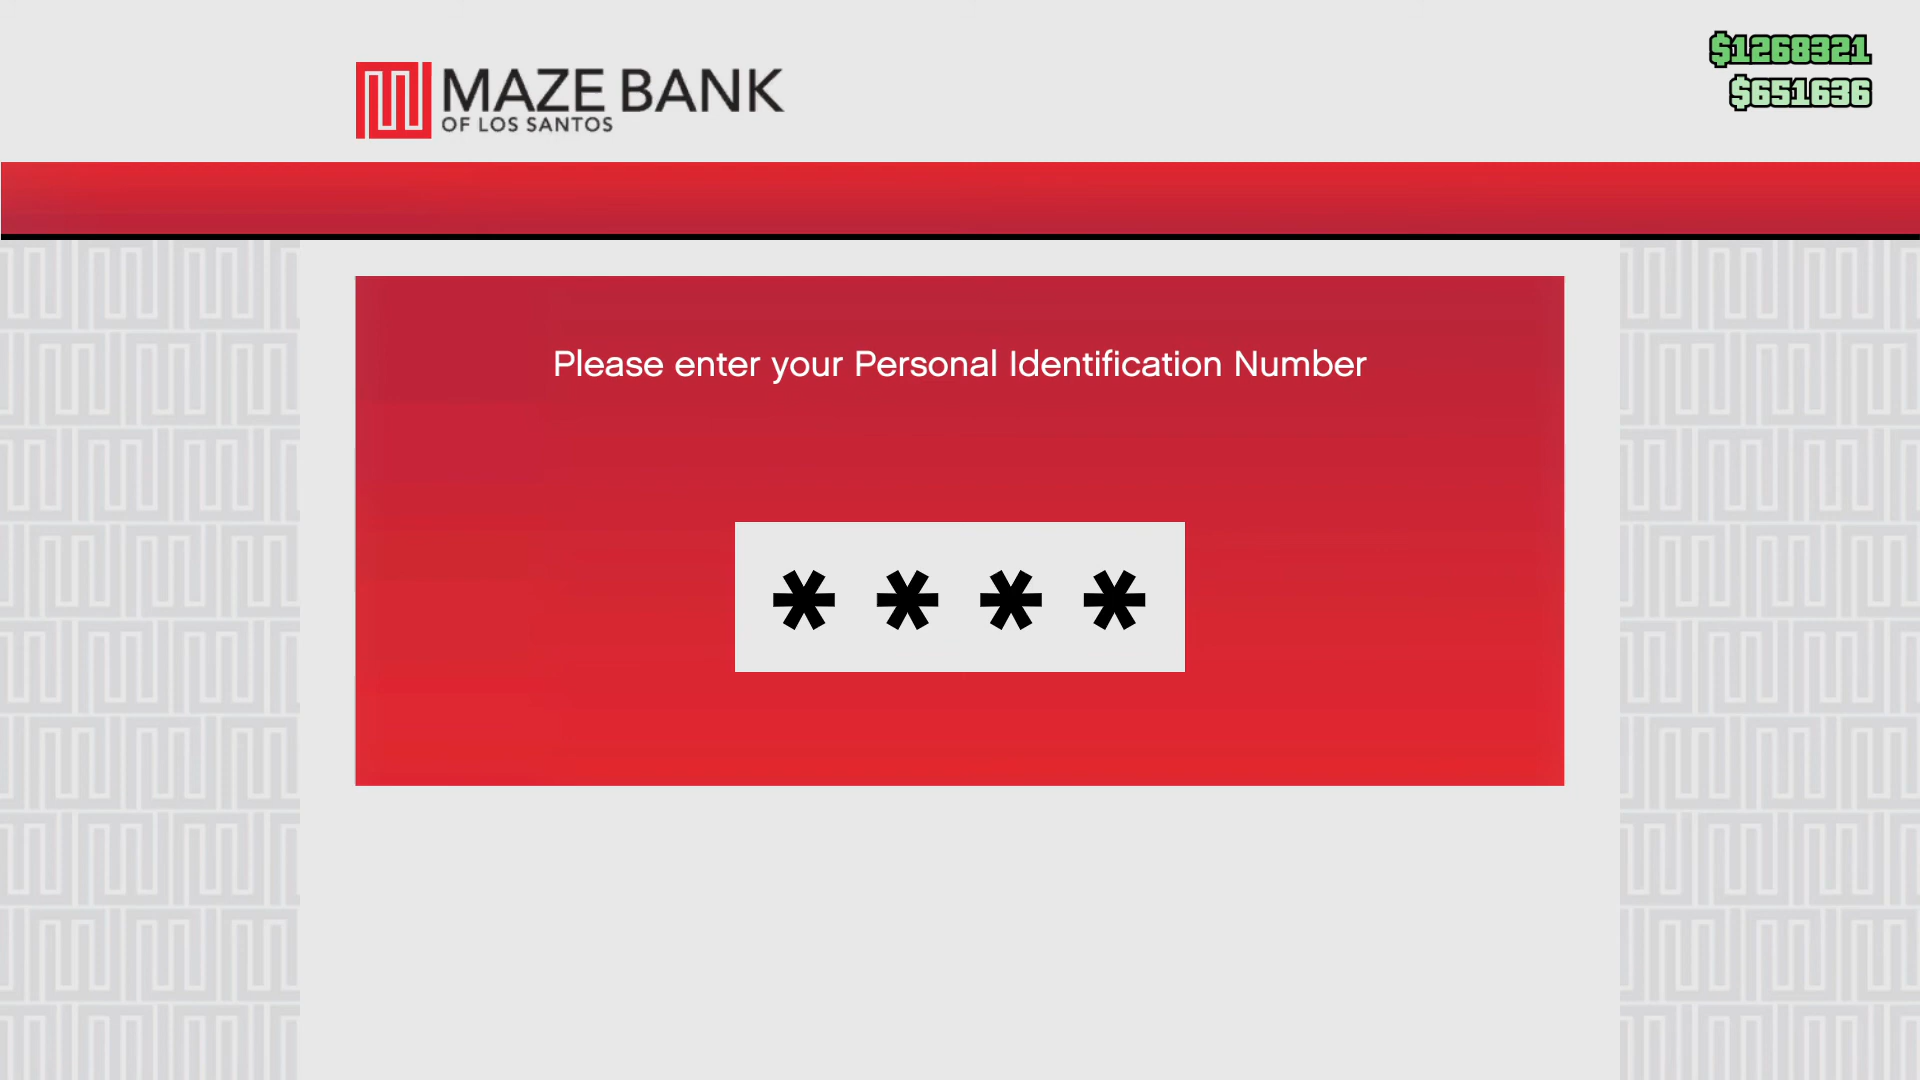 MAZE BANK
OF LOS SANTOS
$1268321
$651636
Please enter your Personal Identification Number
* * * *